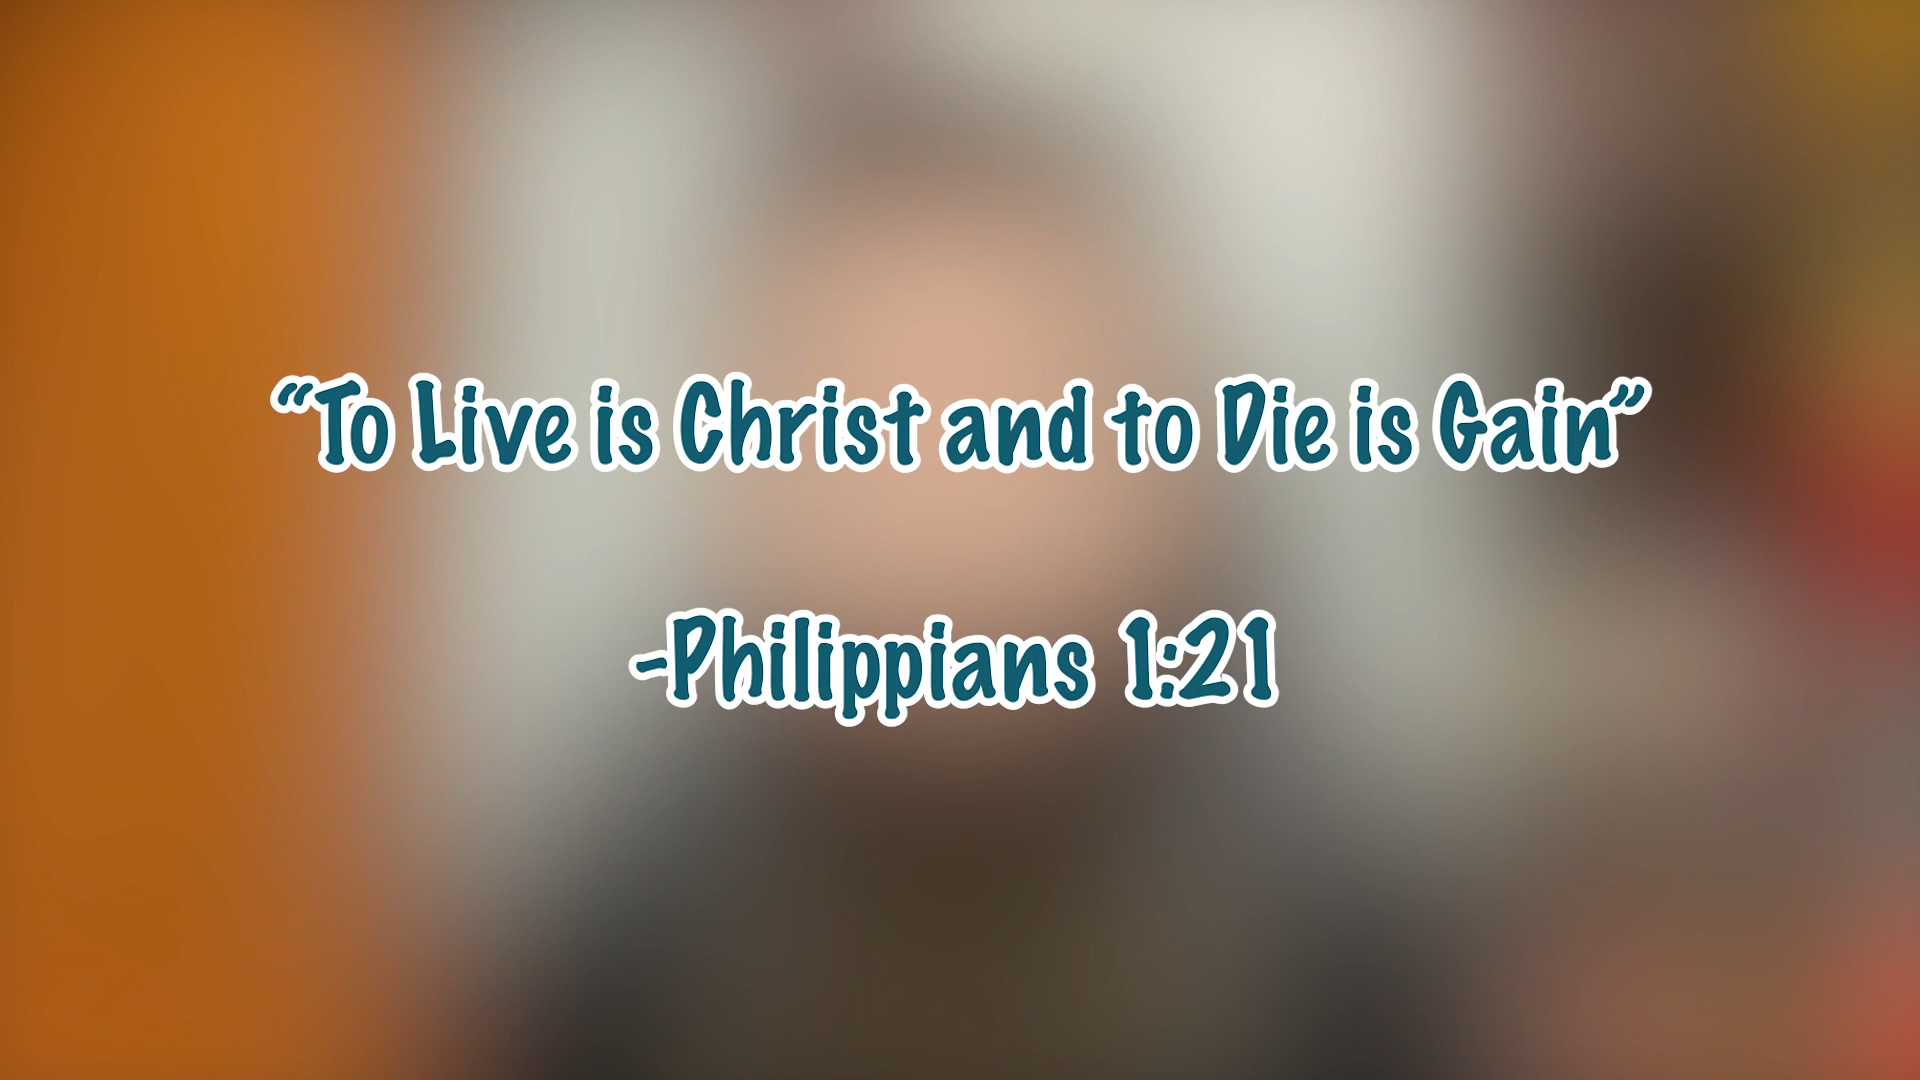 “To Live is Christ and to Die is Gain”
-Philippians 1:21